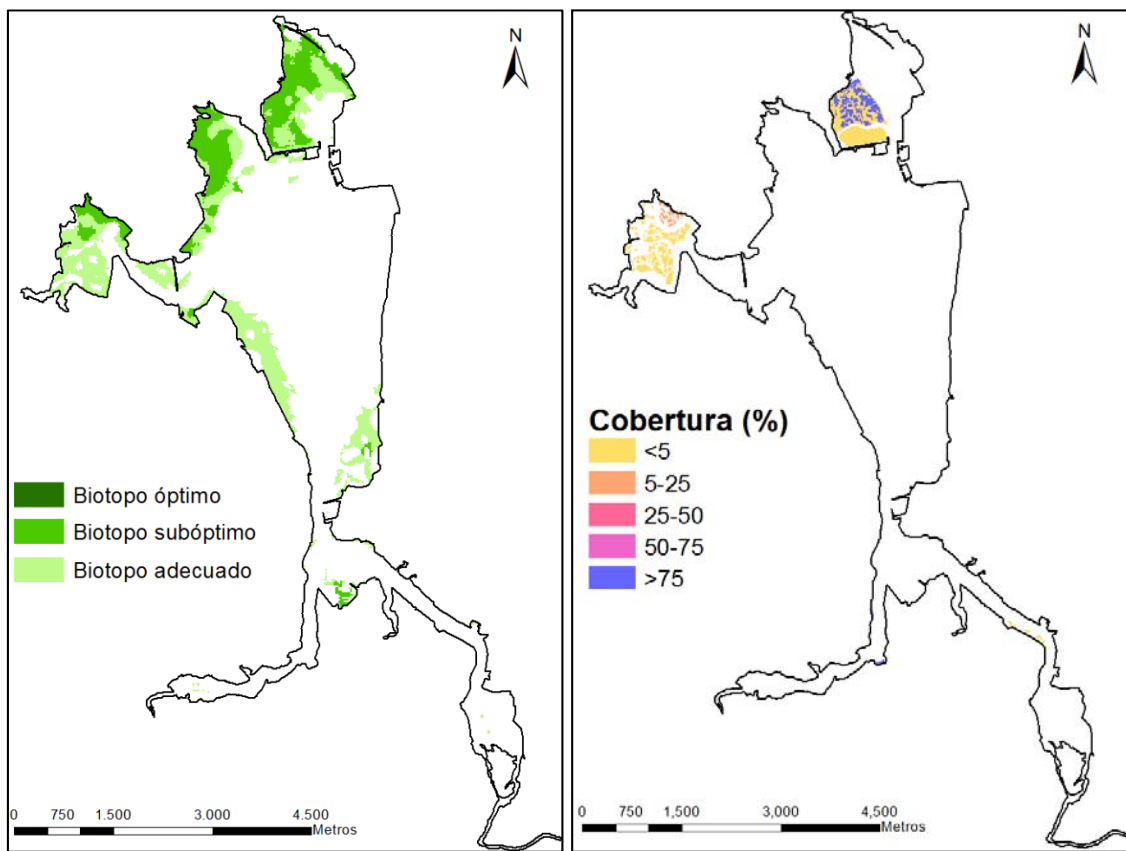 N
Biotopo óptimo
Biotopo subóptimo
Biotopo adecuado
0 750 1,500 3.000 4.500
Metros
N
Cobertura (%)
<5
5-25
25-50
50-75
>75
0 750 1,500 3,000 4,500
Metros